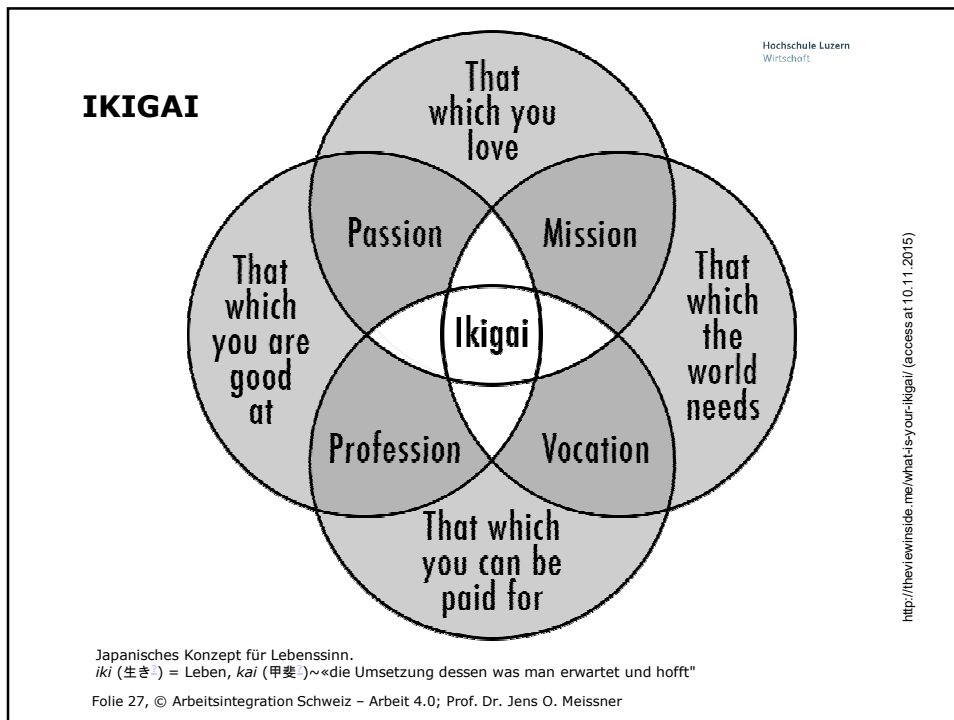 Hochschule Luzern
Wirtschaft
IKIGAI
That
which you
love
Passion
Mission
That
which
you are
good
at
Ikigai
That
which
the
world
needs
Profession
Vocation
That which
you can be
paid for
http://theviewinside.me/what-is-your-ikigai/ (access at 10.11.2015)
Japanisches Konzept für Lebenssinn.
iki (生き?) = Leben, kai (甲斐?)~«die Umsetzung dessen was man erwartet und hofft"
Folie 27, © Arbeitsintegration Schweiz – Arbeit 4.0; Prof. Dr. Jens O. Meissner